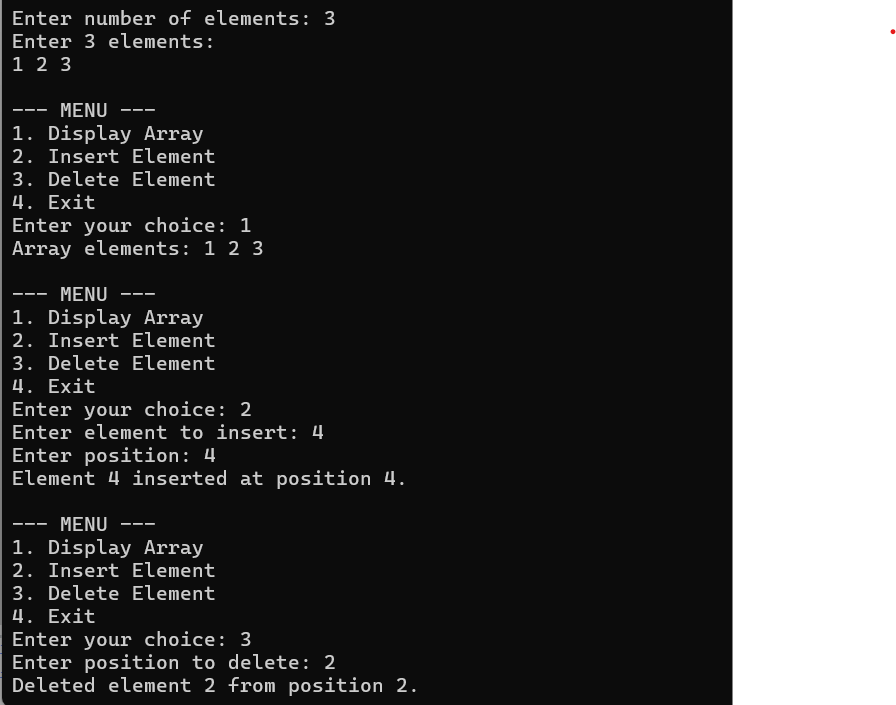 Enter number of elements: 3
Enter 3 elements:
1 2 3
--- MENU ---
1. Display Array
2. Insert Element
3. Delete Element
4. Exit
Enter your choice: 1
Array elements: 1 2 3
--- MENU ---
1. Display Array
2. Insert Element
3. Delete Element
4. Exit
Enter your choice: 2
Enter element to insert: 4
Enter position: 4
Element 4 inserted at position 4.
--- MENU ---
1. Display Array
2. Insert Element
3. Delete Element
4. Exit
Enter your choice: 3
Enter position to delete: 2
Deleted element 2 from position 2.